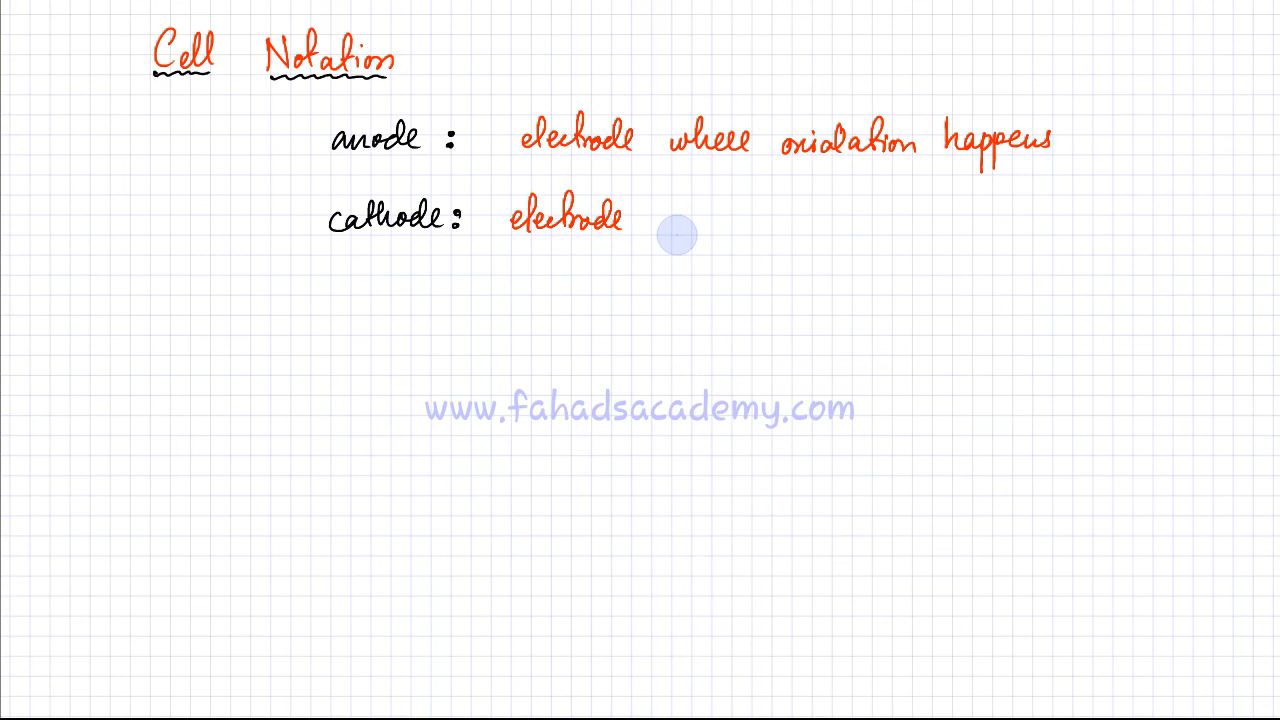 Cell Notation
anode : electrode where oxidation happens
cathode : electrode
www.fahadsacademy.com